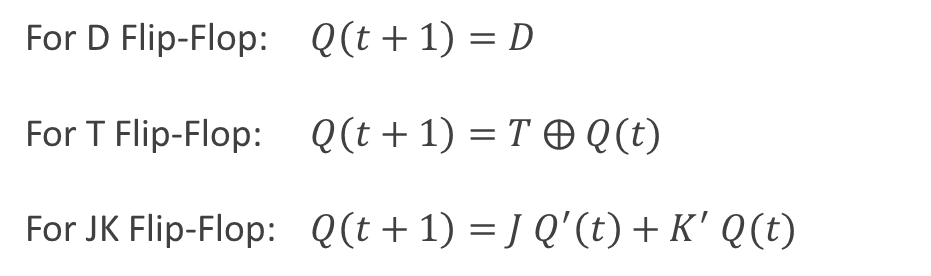 For D Flip-Flop: Q(t + 1) = D
For T Flip-Flop: Q(t + 1) = T ⊕ Q(t)
For JK Flip-Flop: Q(t + 1) = J Q′(t) + K′ Q(t)